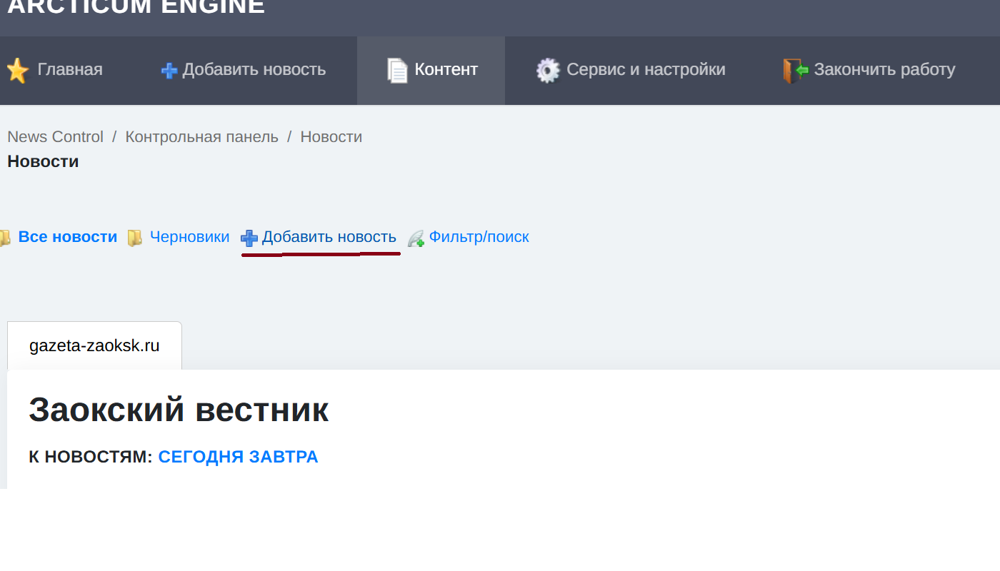 ARCTICUM ENGINE
Главная Добавить новость Контент Сервис и настройки Закончить работу
News Control / Контрольная панель / Новости
Новости
Все новости Черновики Добавить новость Фильтр/поиск
gazeta-zaoksk.ru
Заокский вестник
К НОВОСТЯМ: СЕГОДНЯ ЗАВТРА